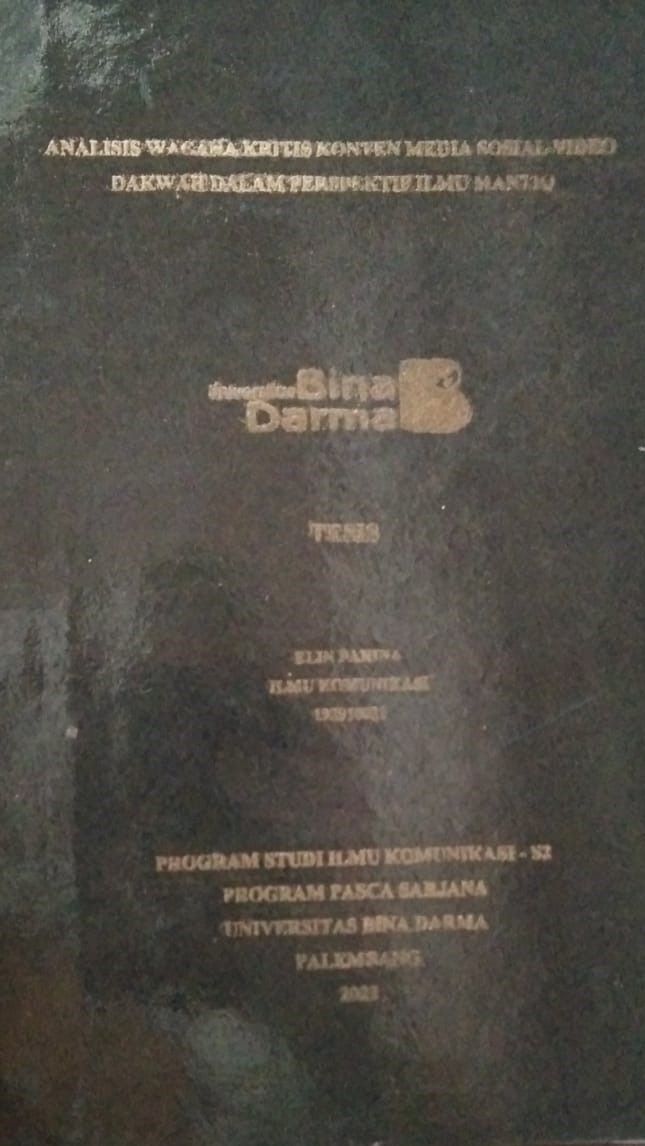 ANALISIS WACANA KRITIS KONTEN MEDIA SOSIAL VIDEO
DAKWAH DALAM PERSPEKTIF ILMU MANTIQ
Universitas Bina
Darma
TESIS
ELIN
ILMU KOMUNIKASI
PROGRAM STUDI ILMU KOMUNIKASI - S2
PROGRAM PASCA SARJANA
UNIVERSITAS BINA DARMA
PALEMBANG